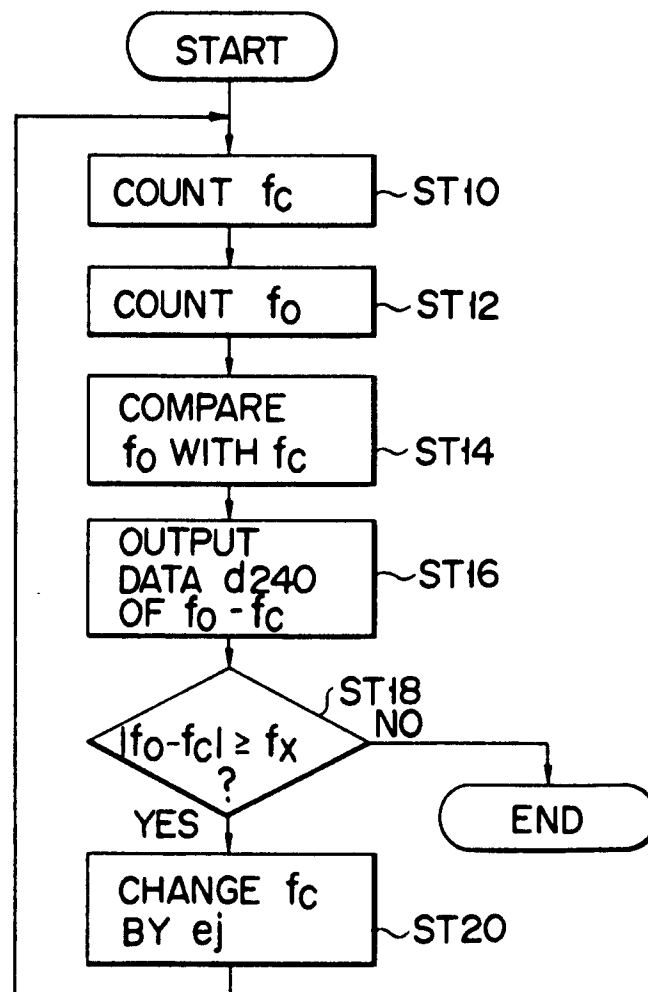 START
COUNT fc
ST10
COUNT fo
ST12
COMPARE
fo WITH fc
ST14
OUTPUT
DATA d240
OF fo - fc
ST16
ST18
|fo-fc| ≥ fx
?
NO
YES
END
CHANGE fc
BY ej
ST20